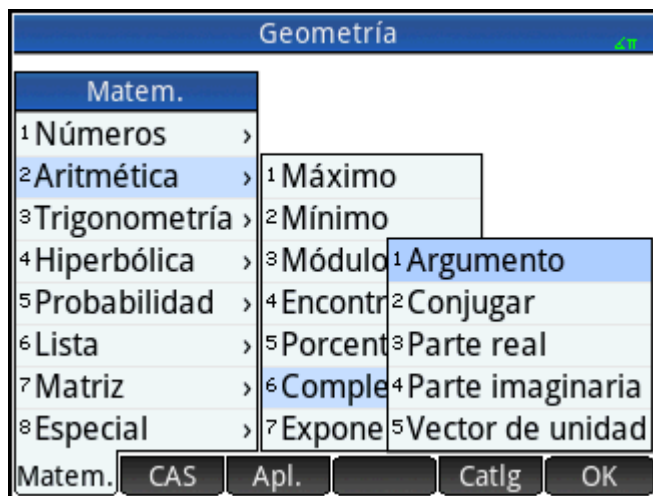 Geometría
∡π
Matem.
1 Números ›
2 Aritmética ›
3 Trigonometría ›
4 Hiperbólica ›
5 Probabilidad ›
6 Lista ›
7 Matriz ›
8 Especial ›
1 Máximo
2 Mínimo
3 Módulo
4 Encontr
5 Porcent
6 Comple
7 Expone
1 Argumento
2 Conjugar
3 Parte real
4 Parte imaginaria
5 Vector de unidad
Matem. CAS Apl. Catlg OK